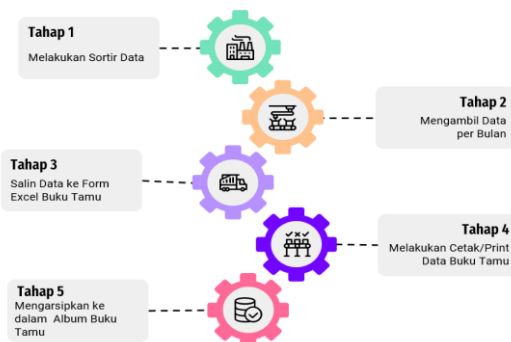 Tahap 1
Melakukan Sortir Data
Tahap 2
Mengambil Data
per Bulan
Tahap 3
Salin Data ke Form
Excel Buku Tamu
Tahap 4
Melakukan Cetak/Print
Data Buku Tamu
Tahap 5
Mengarsipkan ke
dalam Album Buku
Tamu